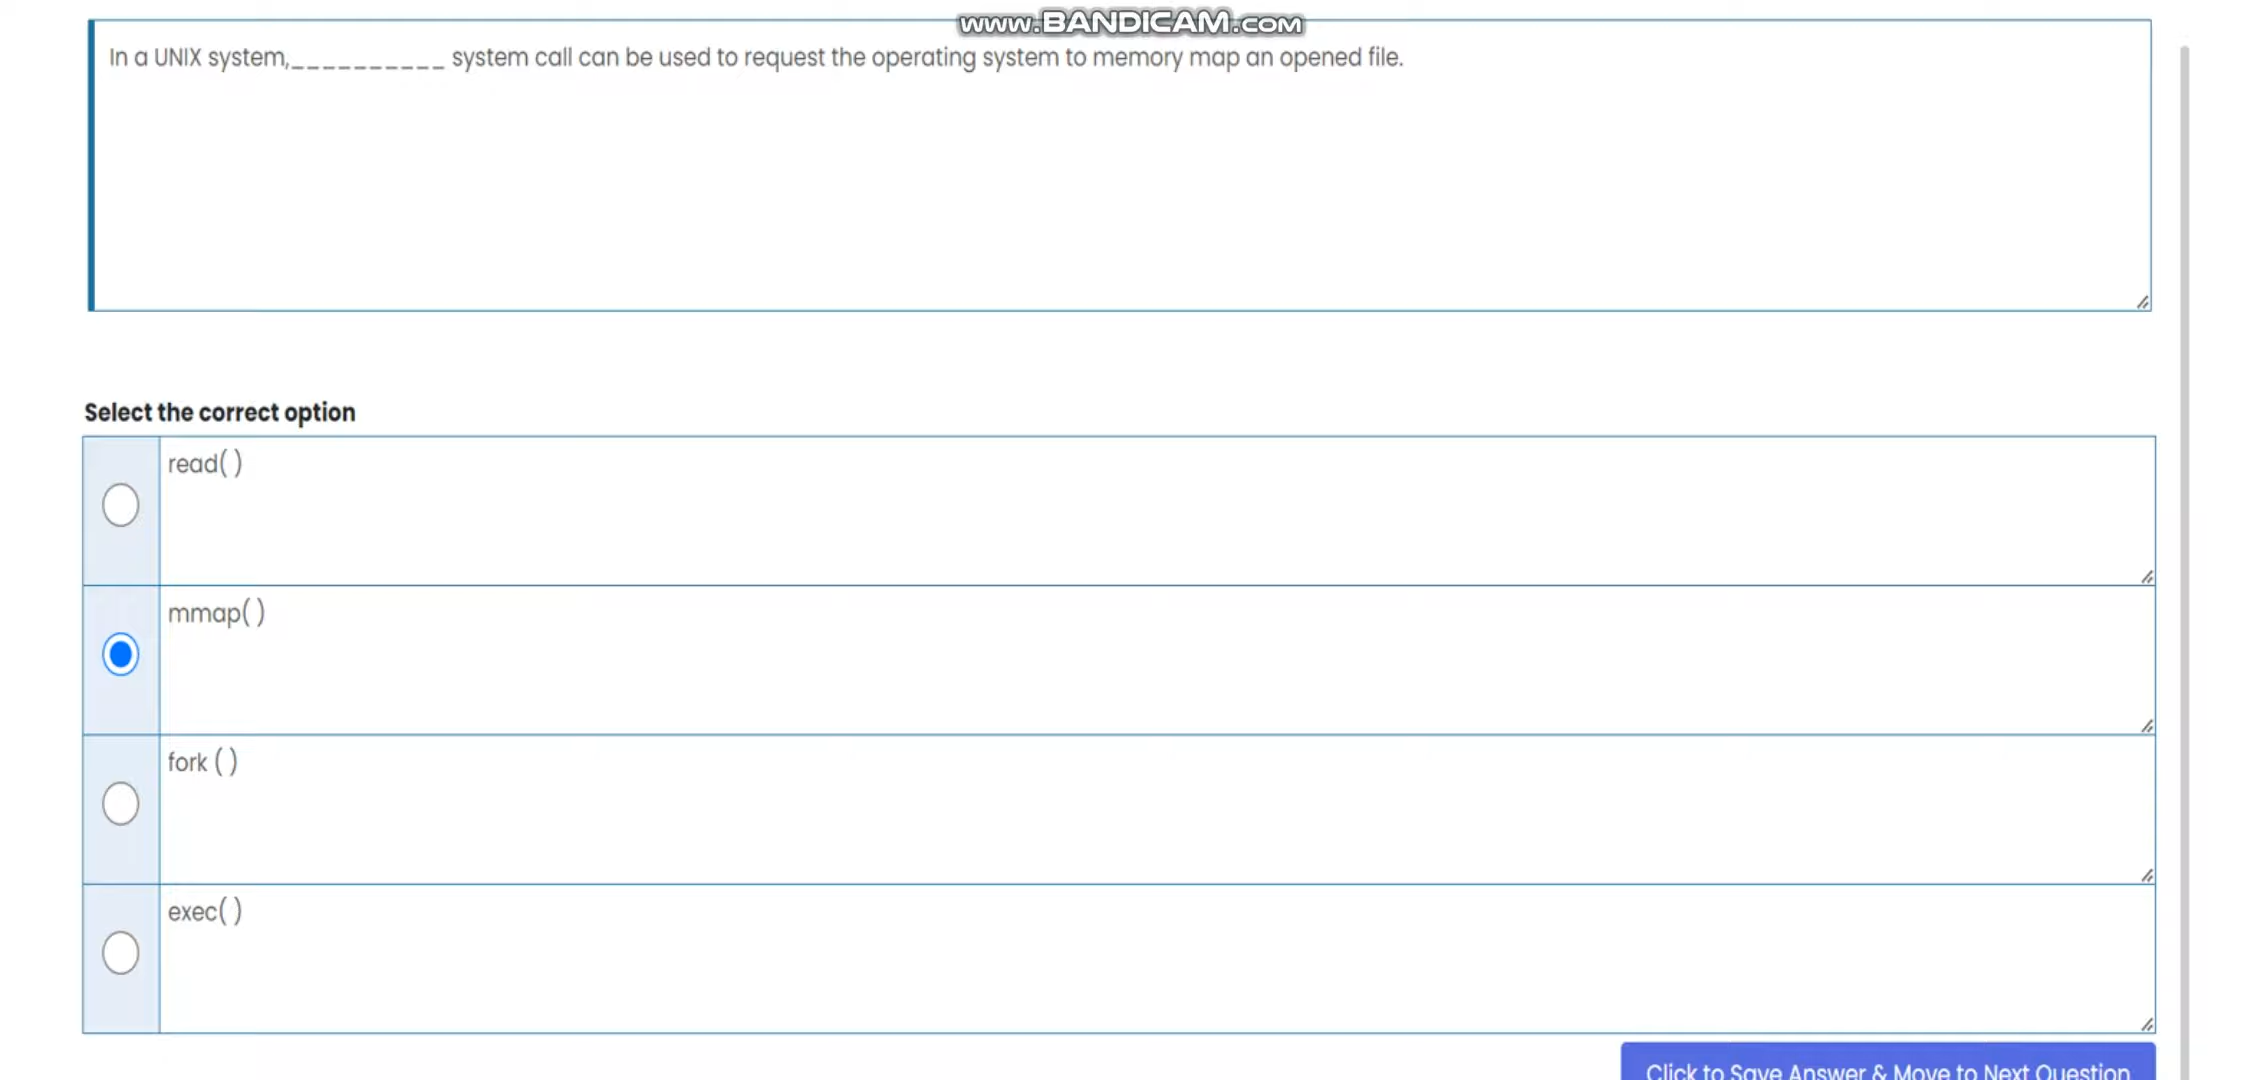 www.BANDICAM.com
In a UNIX system,__________ system call can be used to request the operating system to memory map an opened file.
Select the correct option
read( )
mmap( )
fork ( )
exec( )
Click to Save Answer & Move to Next Question